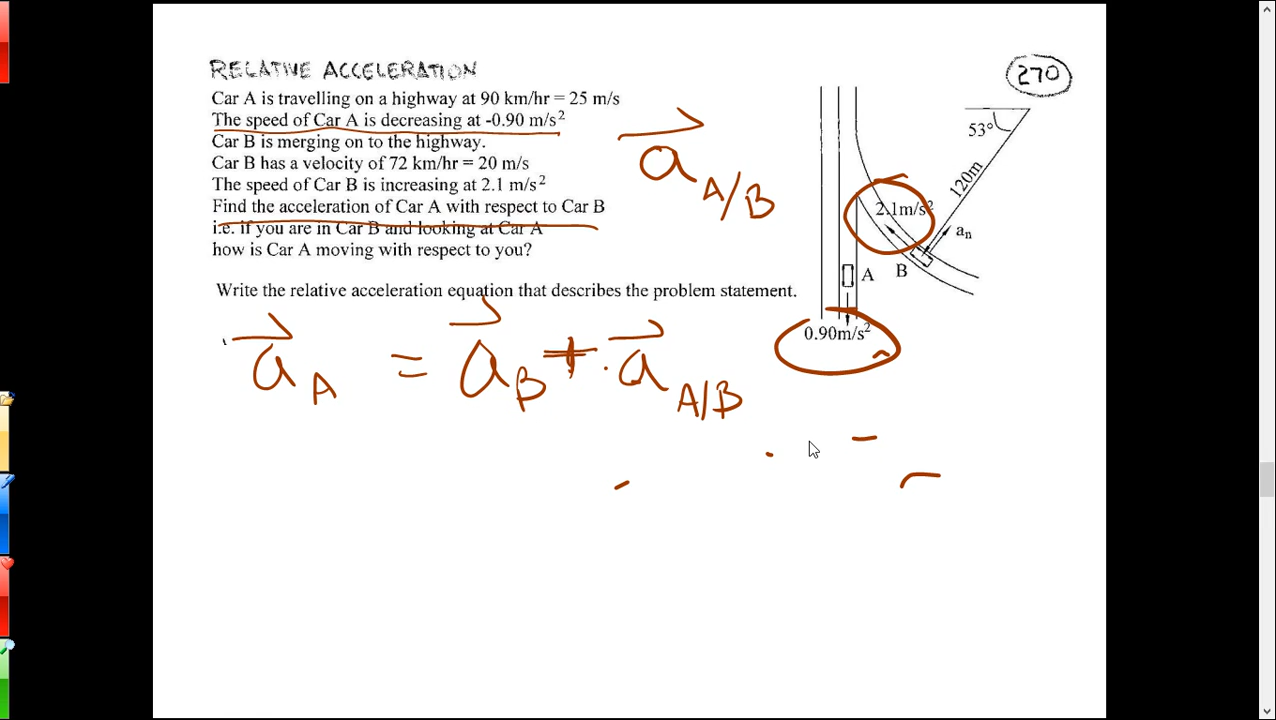 RELATIVE ACCELERATION
270
Car A is travelling on a highway at 90 km/hr = 25 m/s
The speed of Car A is decreasing at -0.90 m/s²
Car B is merging on to the highway.
Car B has a velocity of 72 km/hr = 20 m/s
The speed of Car B is increasing at 2.1 m/s²
Find the acceleration of Car A with respect to Car B
i.e. if you are in Car B and looking at Car A
how is Car A moving with respect to you?
a⃗ A/B
53°
120m
2.1m/s²
aₙ
B
A
0.90m/s²
Write the relative acceleration equation that describes the problem statement.
a⃗ A = a⃗ B + a⃗ A/B